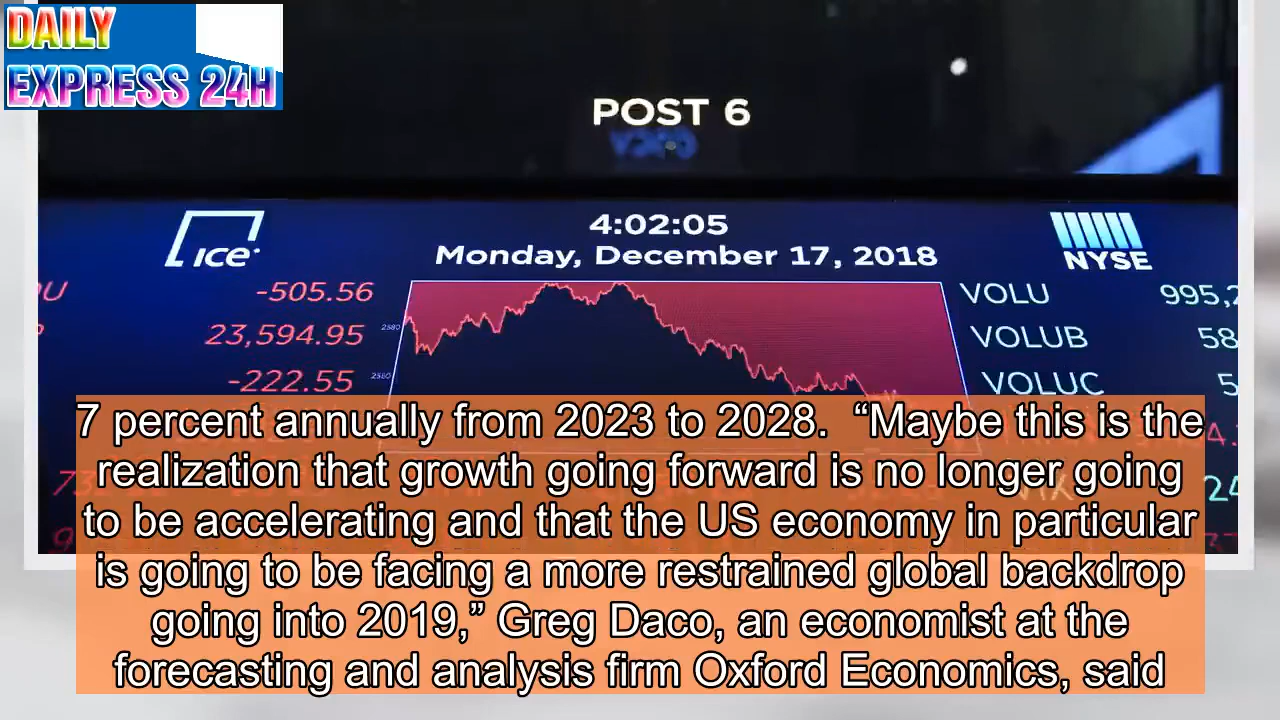 DAILY
EXPRESS 24H
POST 6
4:02:05
Monday, December 17, 2018
ICE
NYSE
-505.56
VOLU
23,594.95
2580
VOLUB
-222.55
2560
VOLUC
7 percent annually from 2023 to 2028. “Maybe this is the
realization that growth going forward is no longer going
to be accelerating and that the US economy in particular
is going to be facing a more restrained global backdrop
going into 2019,” Greg Daco, an economist at the
forecasting and analysis firm Oxford Economics, said